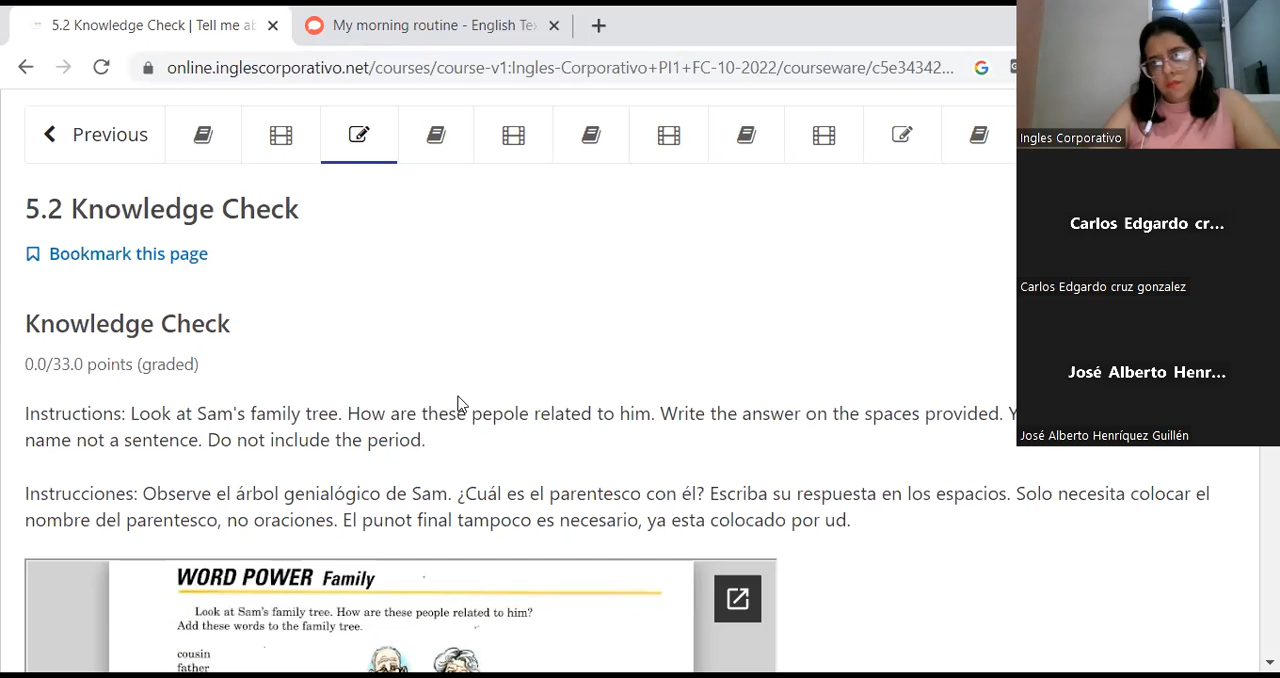 5.2 Knowledge Check | Tell me ab
My morning routine - English Te
online.inglescorporativo.net/courses/course-v1:Ingles-Corporativo+PI1+FC-10-2022/courseware/c5e34342...
Previous
5.2 Knowledge Check
Bookmark this page
Knowledge Check
0.0/33.0 points (graded)
Instructions: Look at Sam's family tree. How are these pepole related to him. Write the answer on the spaces provided.
name not a sentence. Do not include the period.
Instrucciones: Observe el árbol genialógico de Sam. ¿Cuál es el parentesco con él? Escriba su respuesta en los espacios. Solo necesita colocar el
nombre del parentesco, no oraciones. El punot final tampoco es necesario, ya esta colocado por ud.
WORD POWER Family
Look at Sam's family tree. How are these people related to him?
Add these words to the family tree.
cousin
father
Ingles Corporativo
Carlos Edgardo cr...
Carlos Edgardo cruz gonzalez
José Alberto Henr...
José Alberto Henríquez Guillén